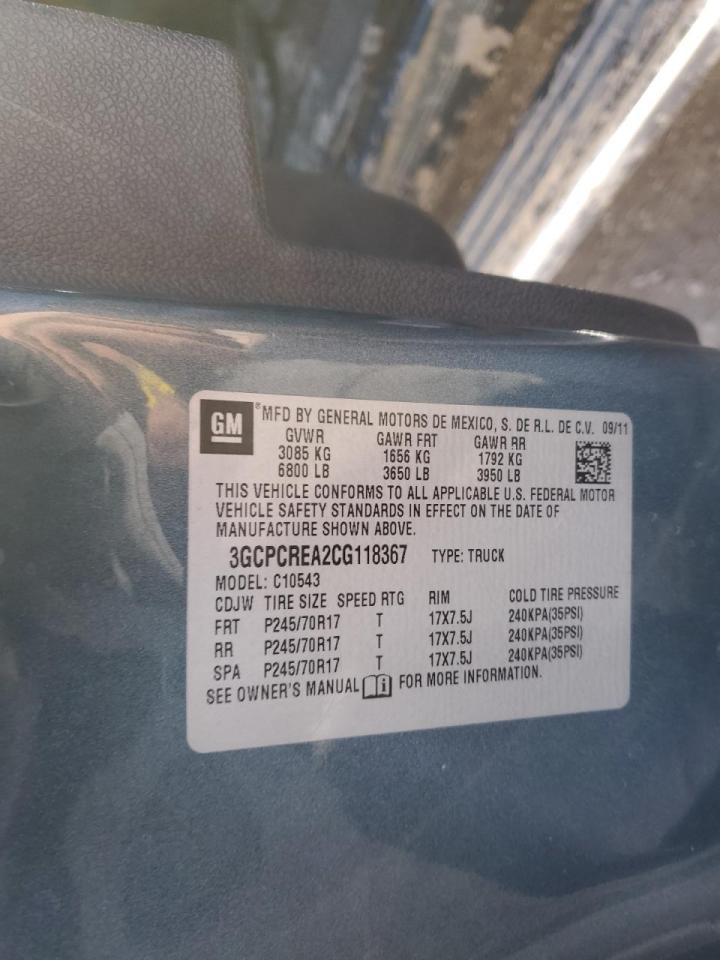 GM ® MFD BY GENERAL MOTORS DE MEXICO, S. DE R.L. DE C.V. 09/11
GVWR GAWR FRT GAWR RR
3085 KG 1656 KG 1792 KG
6800 LB 3650 LB 3950 LB
THIS VEHICLE CONFORMS TO ALL APPLICABLE U.S. FEDERAL MOTOR
VEHICLE SAFETY STANDARDS IN EFFECT ON THE DATE OF
MANUFACTURE SHOWN ABOVE.
3GCPCREA2CG118367 TYPE: TRUCK
MODEL: C10543
CDJW TIRE SIZE SPEED RTG RIM COLD TIRE PRESSURE
FRT P245/70R17 T 17X7.5J 240KPA(35PSI)
RR P245/70R17 T 17X7.5J 240KPA(35PSI)
SPA P245/70R17 T 17X7.5J 240KPA(35PSI)
SEE OWNER'S MANUAL i FOR MORE INFORMATION.